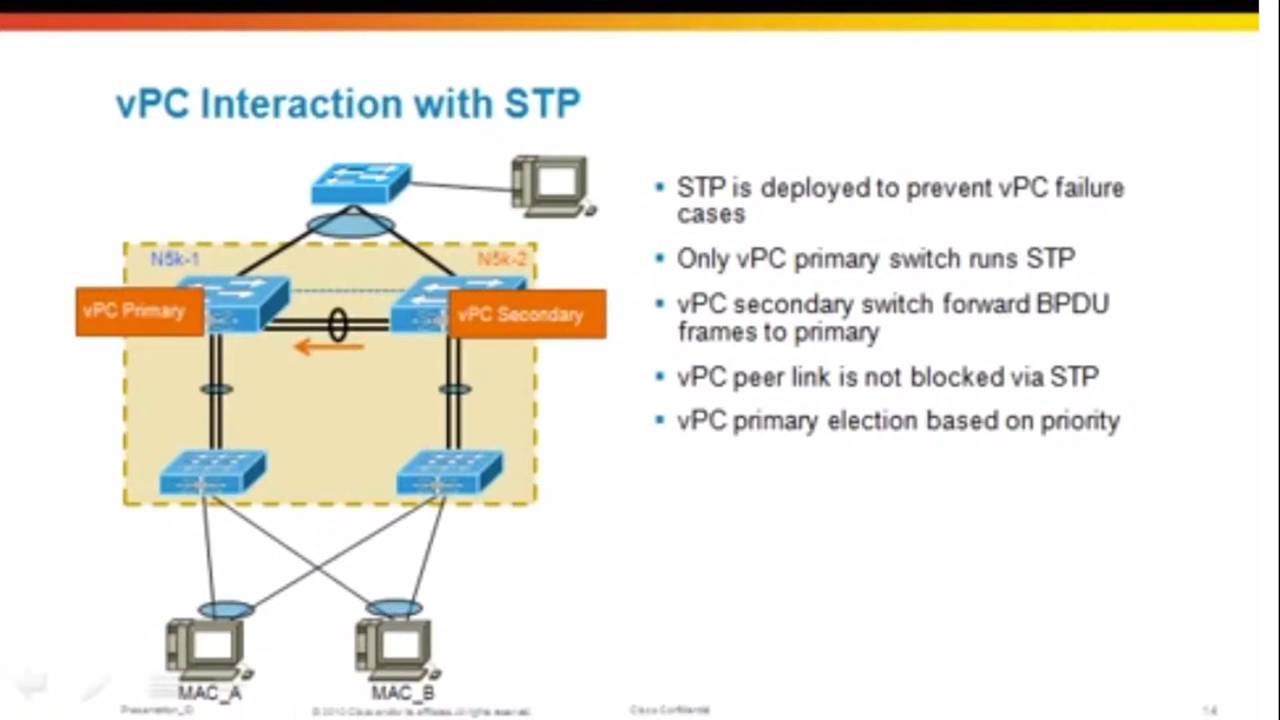 vPC Interaction with STP
N5k-1
N5k-2
vPC Primary
vPC Secondary
MAC_A
MAC_B
STP is deployed to prevent vPC failure
cases
Only vPC primary switch runs STP
vPC secondary switch forward BPDU
frames to primary
vPC peer link is not blocked via STP
vPC primary election based on priority
Presentation_ID
Cisco Confidential
14